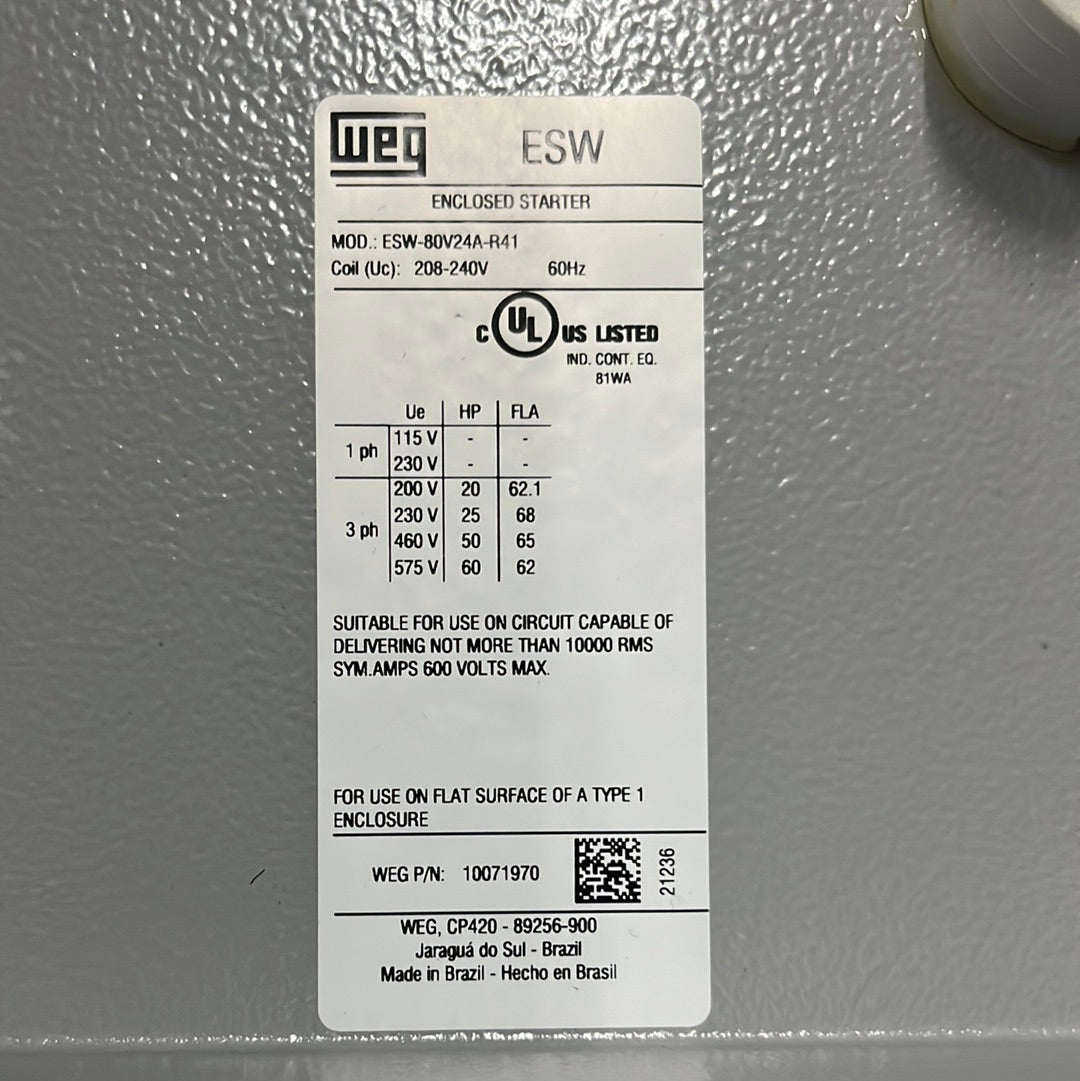 weg ESW
ENCLOSED STARTER
MOD.: ESW-80V24A-R41
Coil (Uc): 208-240V 60Hz
C UL US LISTED
IND. CONT. EQ.
81WA
Ue HP FLA
1 ph 115 V - -
230 V - -
3 ph 200 V 20 62.1
230 V 25 68
460 V 50 65
575 V 60 62
SUITABLE FOR USE ON CIRCUIT CAPABLE OF
DELIVERING NOT MORE THAN 10000 RMS
SYM.AMPS 600 VOLTS MAX.
FOR USE ON FLAT SURFACE OF A TYPE 1
ENCLOSURE
WEG P/N: 10071970
21236
WEG, CP420 - 89256-900
Jaraguá do Sul - Brazil
Made in Brazil - Hecho en Brasil